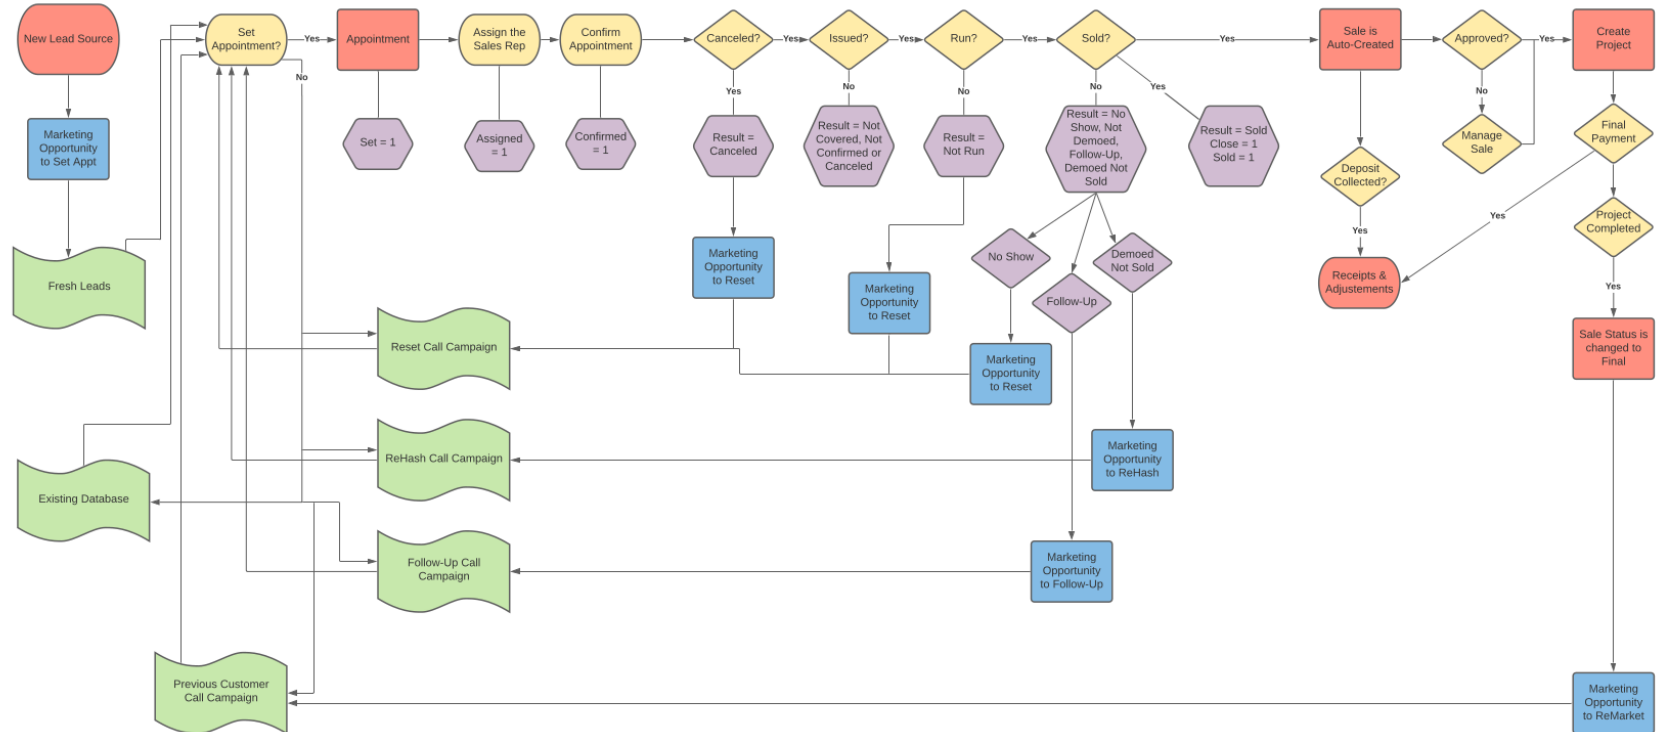 New Lead Source
Set
Appointment?
Yes
Appointment
Assign the
Sales Rep
Confirm
Appointment
Canceled?
Yes
Issued?
Yes
Run?
Yes
Sold?
Yes
Sale is
Auto-Created
Approved?
Yes
Create
Project
No
Yes
No
No
No
Yes
No
Marketing
Opportunity
to Set Appt
Set = 1
Assigned
= 1
Confirmed
= 1
Result =
Canceled
Result = Not
Covered, Not
Confirmed or
Canceled
Result =
Not Run
Result = No
Show, Not
Demoed,
Follow-Up,
Demoed Not
Sold
Result = Sold
Close = 1
Sold = 1
Manage
Sale
Final
Payment
Deposit
Collected?
Yes
Yes
Project
Completed
Yes
Fresh Leads
Marketing
Opportunity
to Reset
Marketing
Opportunity
to Reset
No Show
Follow-Up
Demoed
Not Sold
Receipts &
Adjustements
Reset Call Campaign
Marketing
Opportunity
to Reset
Sale Status is
changed to
Final
ReHash Call Campaign
Marketing
Opportunity
to ReHash
Existing Database
Follow-Up Call
Campaign
Marketing
Opportunity
to Follow-Up
Previous Customer
Call Campaign
Marketing
Opportunity
to ReMarket